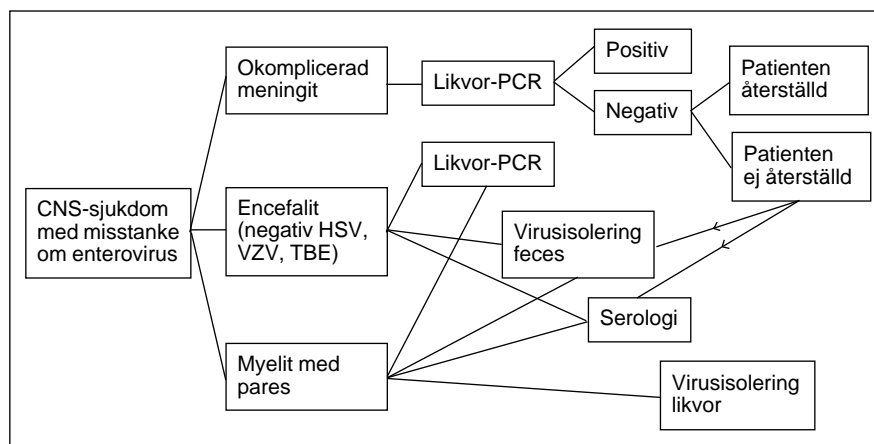 CNS-sjukdom
med misstanke
om enterovirus
Okomplicerad
meningit
Likvor-PCR
Positiv
Negativ
Patienten
återställd
Patienten
ej återställd
Encefalit
(negativ HSV,
VZV, TBE)
Likvor-PCR
Virusisolering
feces
Serologi
Myelit med
pares
Virusisolering
likvor